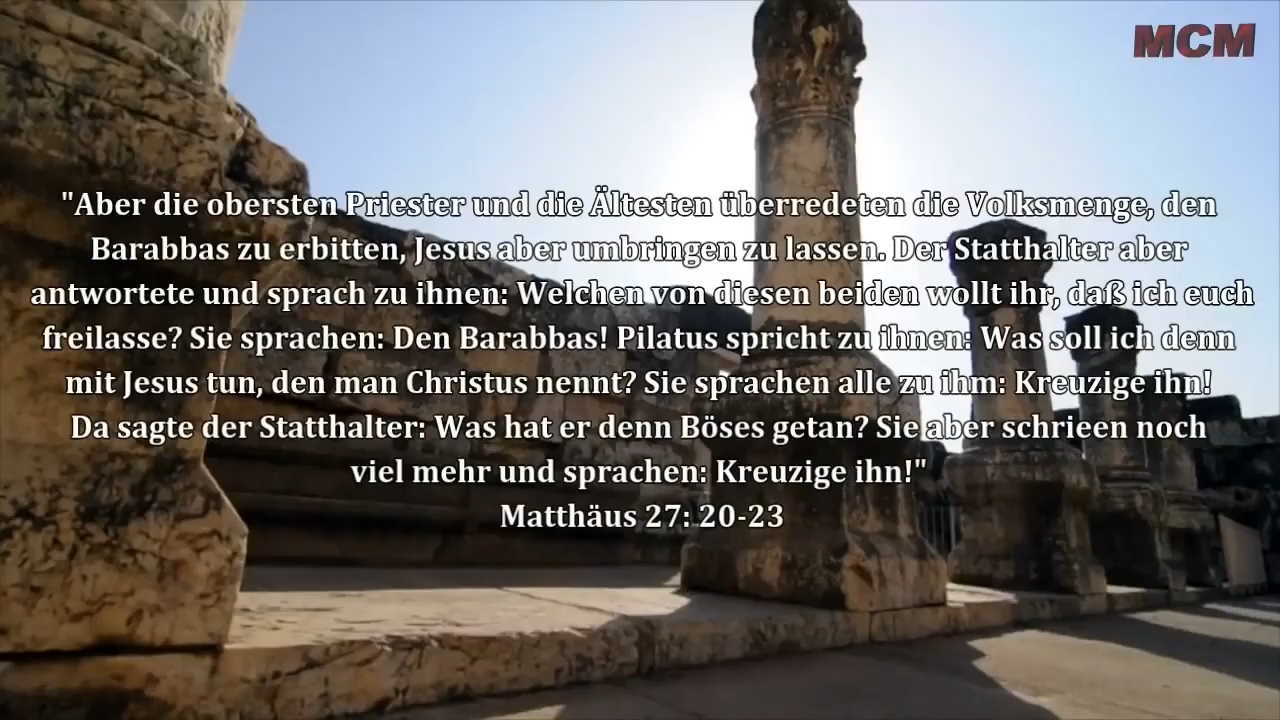 MCM
"Aber die obersten Priester und die Ältesten überredeten die Volksmenge, den
Barabbas zu erbitten, Jesus aber umbringen zu lassen. Der Statthalter aber
antwortete und sprach zu ihnen: Welchen von diesen beiden wollt ihr, daß ich euch
freilasse? Sie sprachen: Den Barabbas! Pilatus spricht zu ihnen: Was soll ich denn
mit Jesus tun, den man Christus nennt? Sie sprachen alle zu ihm: Kreuzige ihn!
Da sagte der Statthalter: Was hat er denn Böses getan? Sie aber schrieen noch
viel mehr und sprachen: Kreuzige ihn!"
Matthäus 27: 20-23